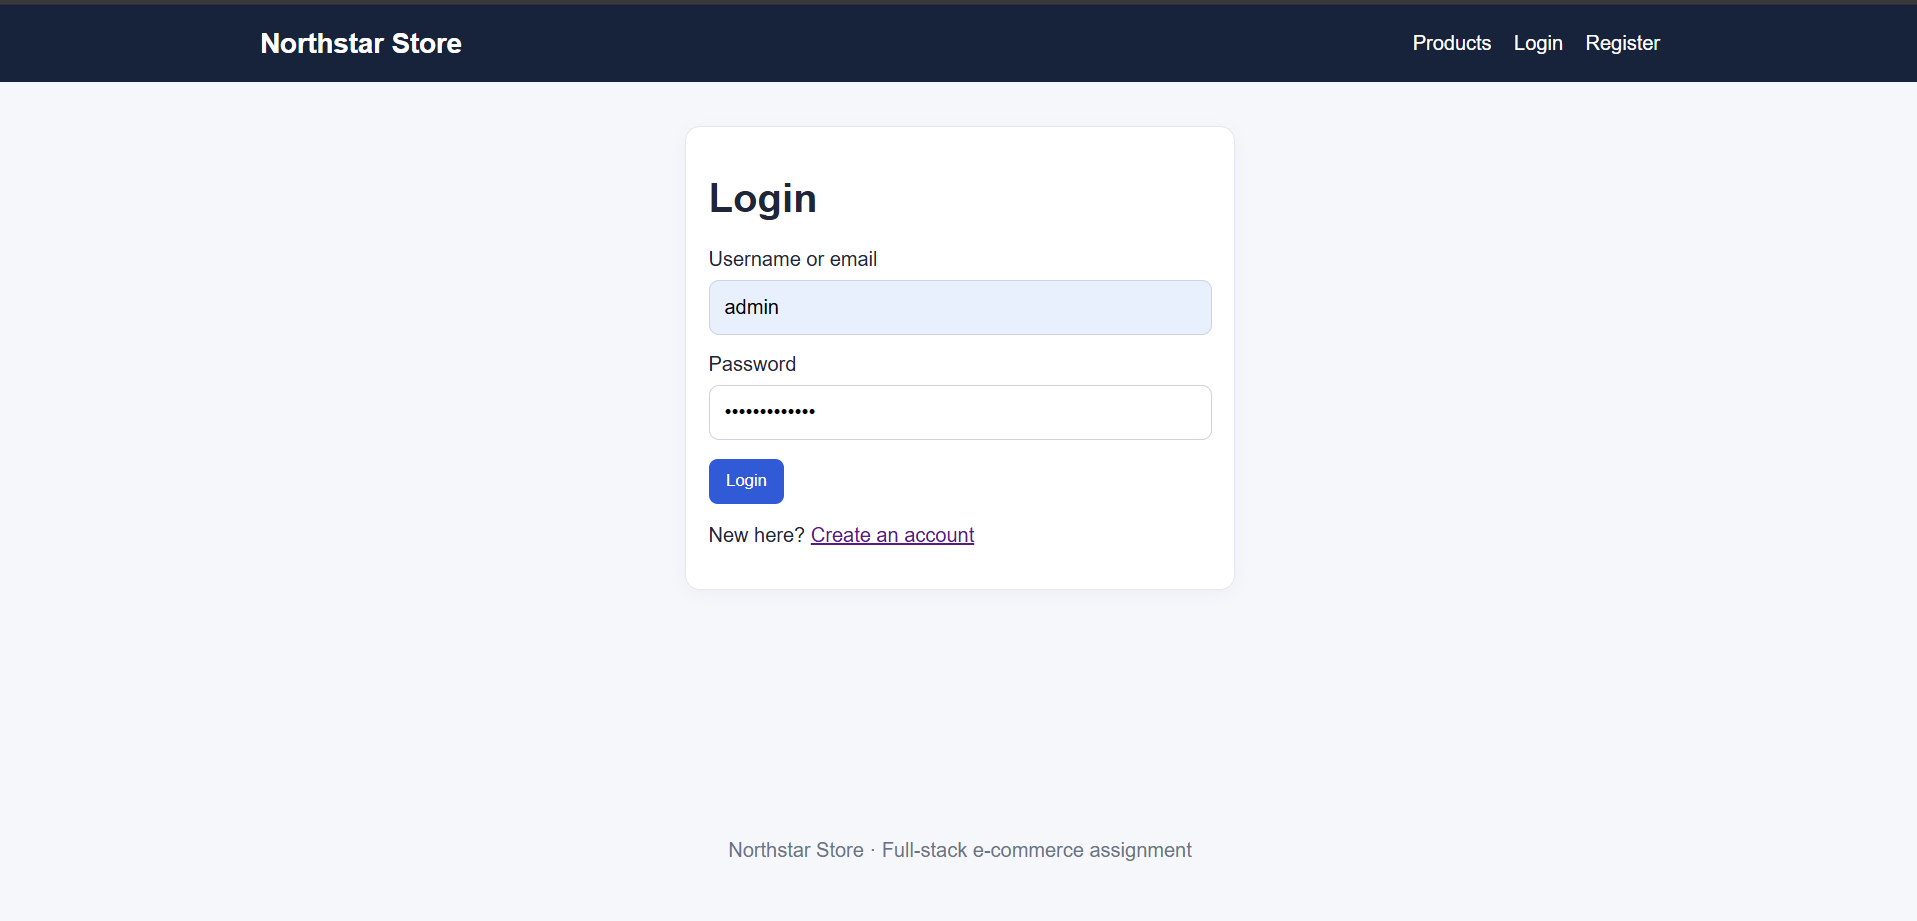 Northstar Store
Products Login Register
Login
Username or email
admin
Password
•••••••••••••
Login
New here? Create an account
Northstar Store · Full-stack e-commerce assignment